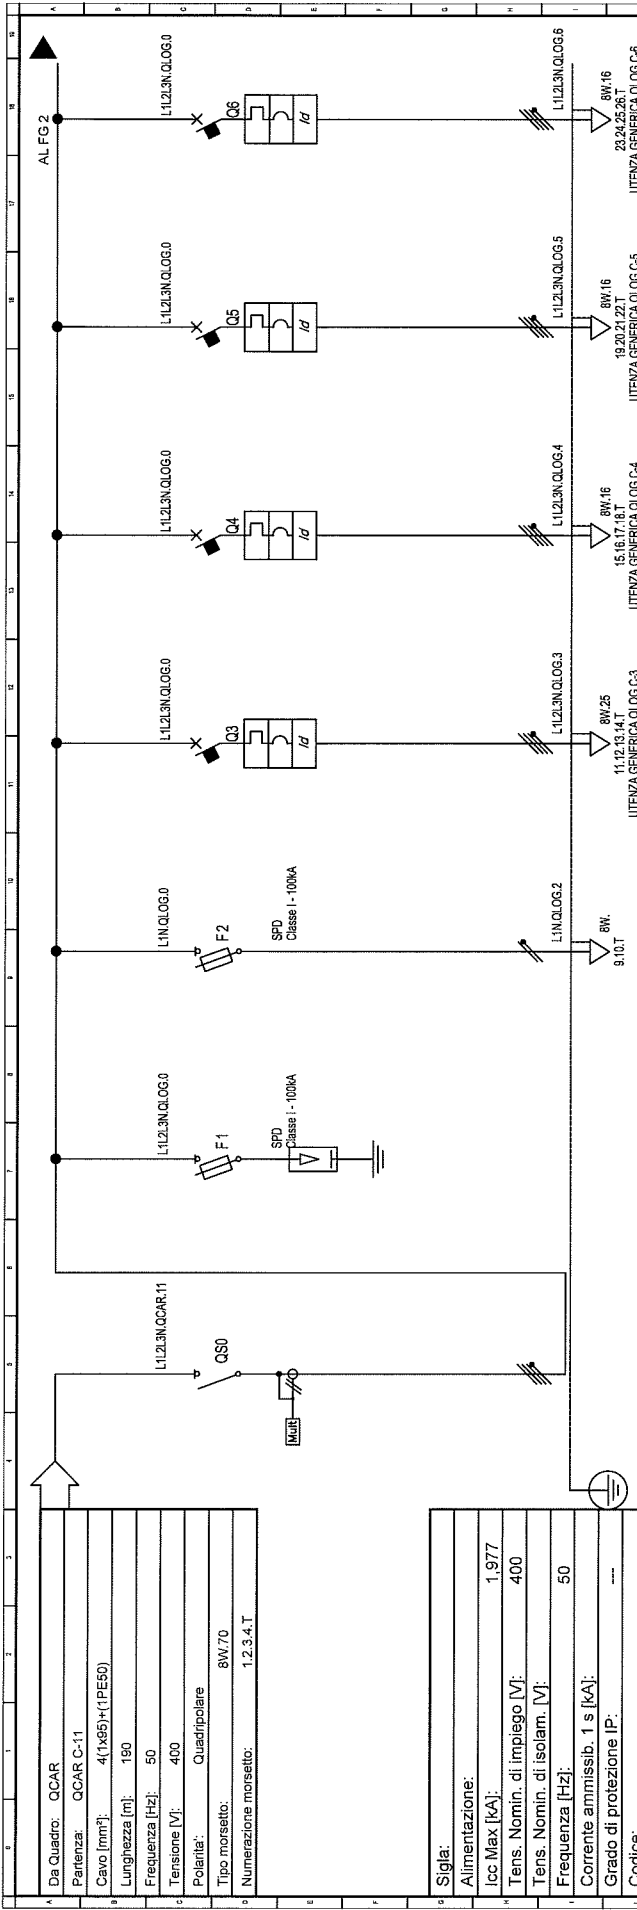 AL FG 2
Da Quadro: QCAR
Partenza: QCAR C-11
Cavo [mm²]: 4(1x95)+(1PE50)
Lunghezza [m]: 190
Frequenza [Hz]: 50
Tensione [V]: 400
Polarita': Quadripolare
Tipo morsetto: 8W.70
Numerazione morsetto: 1.2.3.4.T
L1L2L3N.QCAR.11
QS0
Mult
L1L2L3N.QLOG.0
F1
SPD
Classe I - 100kA
L1N.QLOG.0
F2
SPD
Classe I - 100kA
L1N.QLOG.2
8W.
9.10.T
L1L2L3N.QLOG.0
Q3
Id
L1L2L3N.QLOG.3
8W.25
11.12.13.14.T
UTENZA GENERICA QLOG C-3
L1L2L3N.QLOG.0
Q4
Id
L1L2L3N.QLOG.4
8W.16
15.16.17.18.T
UTENZA GENERICA QLOG C-4
L1L2L3N.QLOG.0
Q5
Id
L1L2L3N.QLOG.5
8W.16
19.20.21.22.T
UTENZA GENERICA QLOG C-5
L1L2L3N.QLOG.0
Q6
Id
L1L2L3N.QLOG.6
8W.16
23.24.25.26.T
UTENZA GENERICA QLOG C-6
Sigla:
Alimentazione:
Icc Max [kA]: 1,977
Tens. Nomin. di impiego [V]: 400
Tens. Nomin. di isolam. [V]:
Frequenza [Hz]: 50
Corrente ammissib. 1 s [kA]:
Grado di protezione IP: ---
Codice: